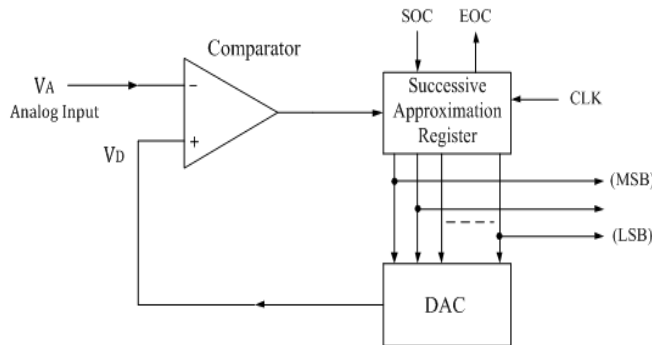 SOC
EOC
Comparator
VA
Analog Input
−
+
VD
Successive
Approximation
Register
CLK
(MSB)
(LSB)
DAC